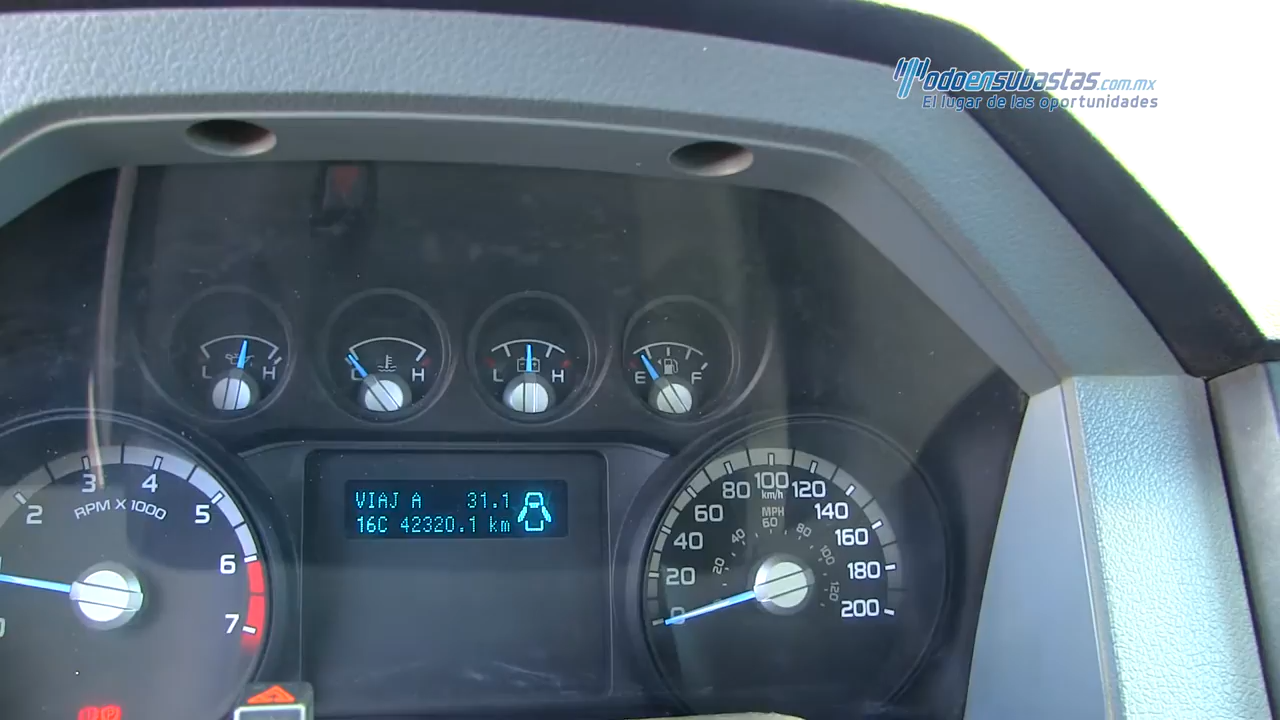 Todoensubastas.com.mx
El lugar de las oportunidades
L H
L H
L H
E F
2 3 4 5 6 7
RPM X 1000
VIAJ A 31.1
16C 42320.1 km
0 20 40 60 80 100 120 140 160 180 200
km/h
MPH
20 40 60 80 100 120